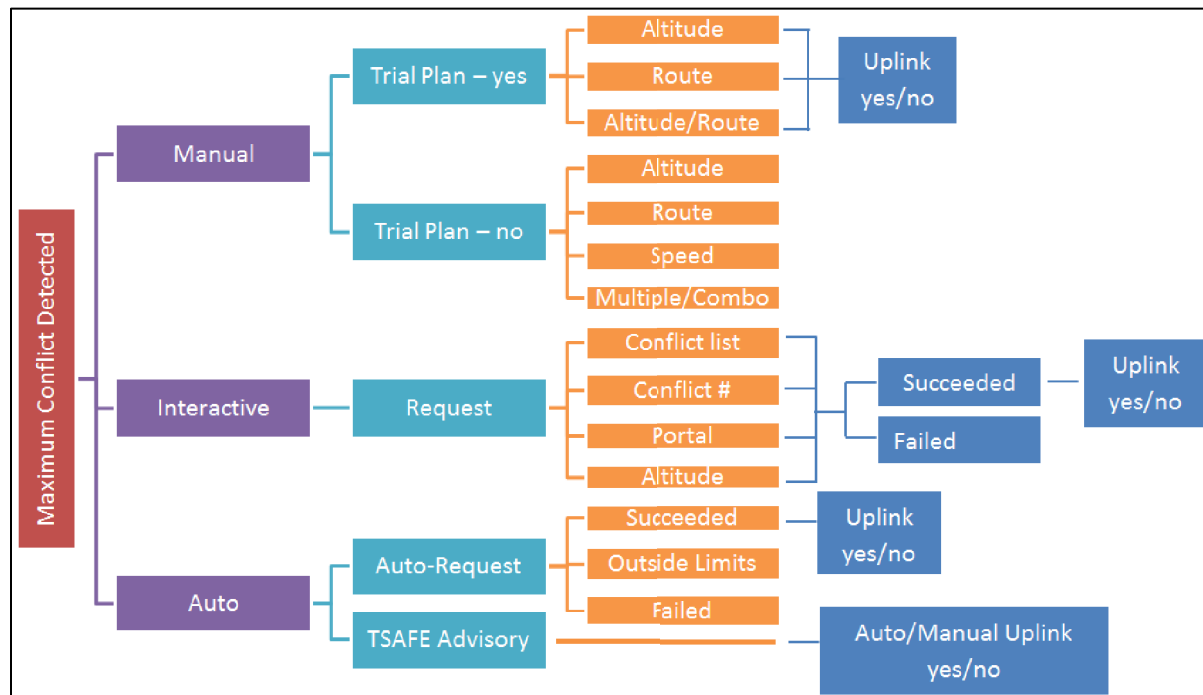 Maximum Conflict Detected
Manual
Trial Plan – yes
Altitude
Route
Altitude/Route
Uplink
yes/no
Trial Plan – no
Altitude
Route
Speed
Multiple/Combo
Interactive
Request
Conflict list
Conflict #
Portal
Altitude
Succeeded
Failed
Uplink
yes/no
Auto
Auto-Request
Succeeded
Outside Limits
Failed
Uplink
yes/no
TSAFE Advisory
Auto/Manual Uplink
yes/no